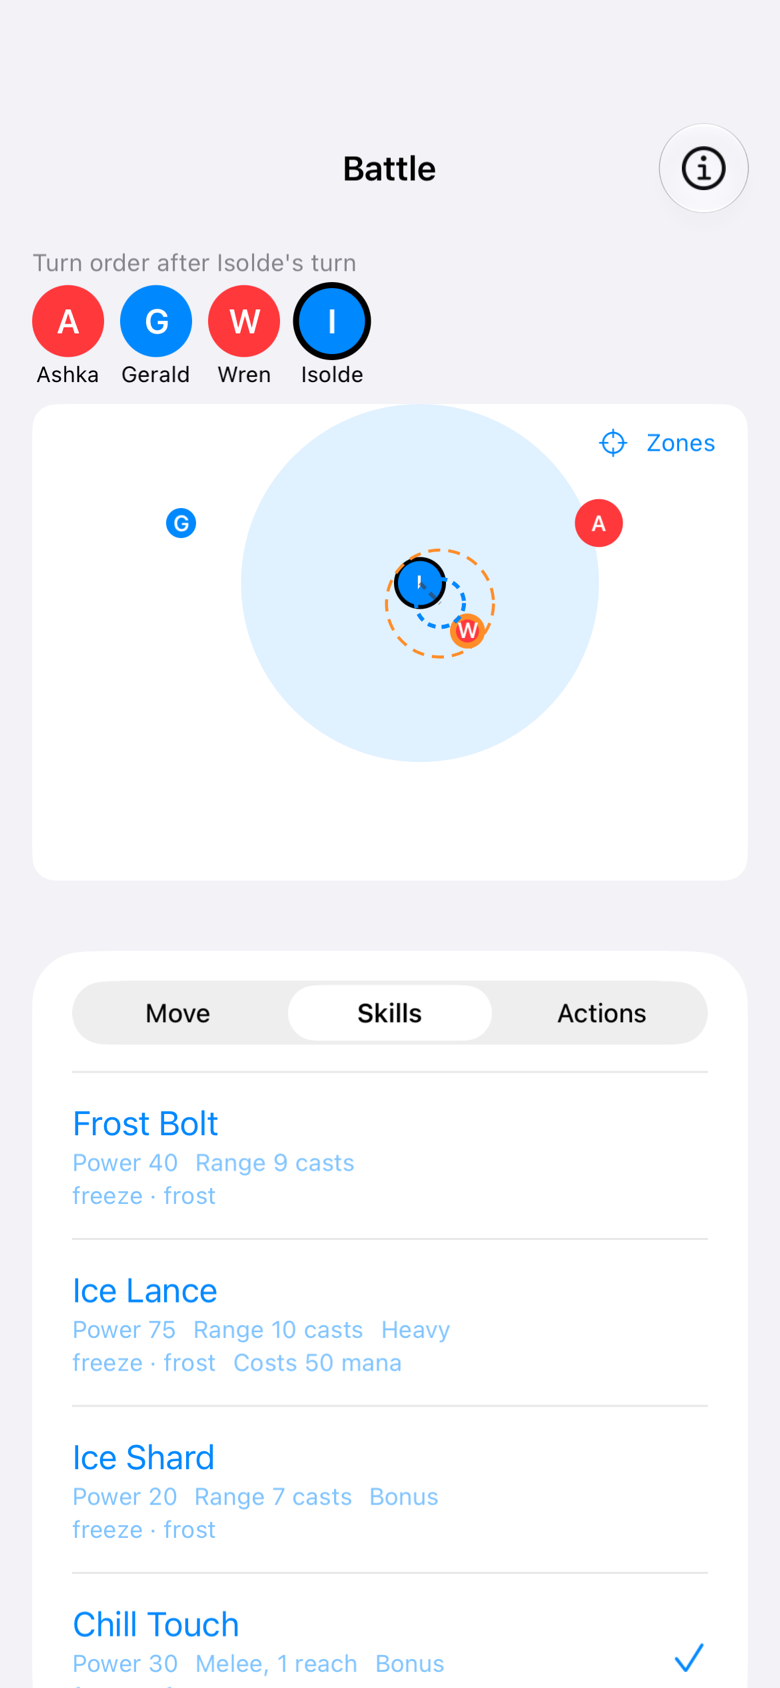 Battle
Turn order after Isolde's turn
A G W I
Ashka Gerald Wren Isolde
Zones
G
A
I
W
Move Skills Actions
Frost Bolt
Power 40 Range 9 casts
freeze · frost
Ice Lance
Power 75 Range 10 casts Heavy
freeze · frost Costs 50 mana
Ice Shard
Power 20 Range 7 casts Bonus
freeze · frost
Chill Touch
Power 30 Melee, 1 reach Bonus